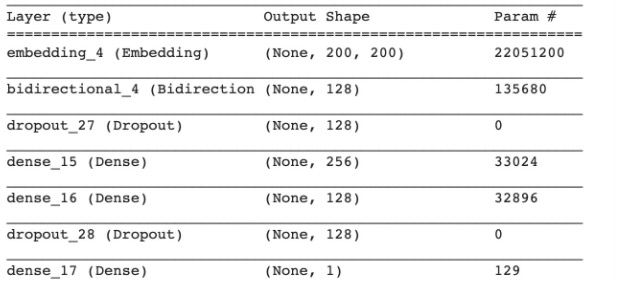 Layer (type) Output Shape Param #
=================================================================
embedding_4 (Embedding) (None, 200, 200) 22051200
bidirectional_4 (Bidirection (None, 128) 135680
dropout_27 (Dropout) (None, 128) 0
dense_15 (Dense) (None, 256) 33024
dense_16 (Dense) (None, 128) 32896
dropout_28 (Dropout) (None, 128) 0
dense_17 (Dense) (None, 1) 129